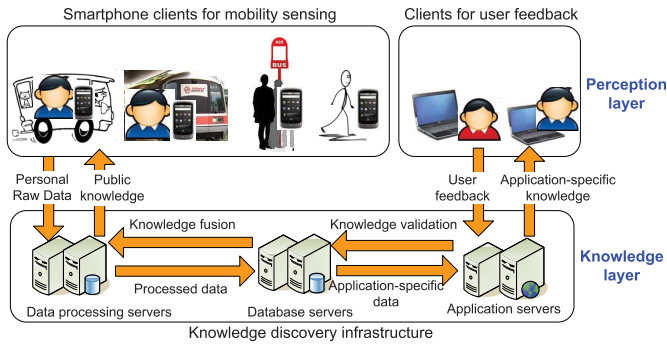 Smartphone clients for mobility sensing
Clients for user feedback
BUS
BUS
Perception
layer
Personal
Raw Data
Public
knowledge
User
feedback
Application-specific
knowledge
Knowledge fusion
Knowledge validation
Knowledge
layer
Processed data
Application-specific
data
Data processing servers
Database servers
Application servers
Knowledge discovery infrastructure